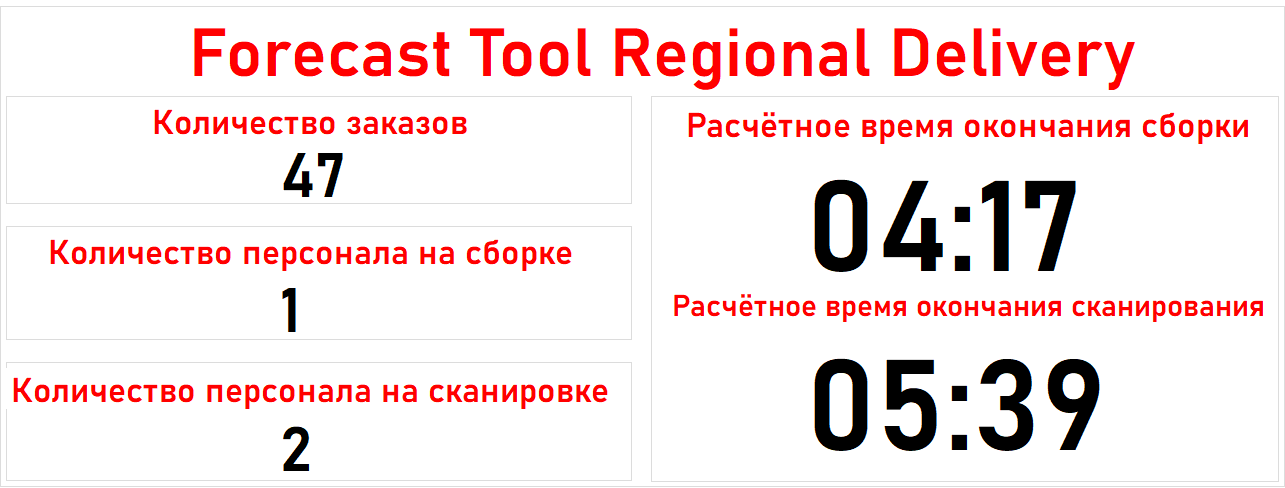 Forecast Tool Regional Delivery
Количество заказов
47
Количество персонала на сборке
1
Количество персонала на сканировке
2
Расчётное время окончания сборки
04:17
Расчётное время окончания сканирования
05:39